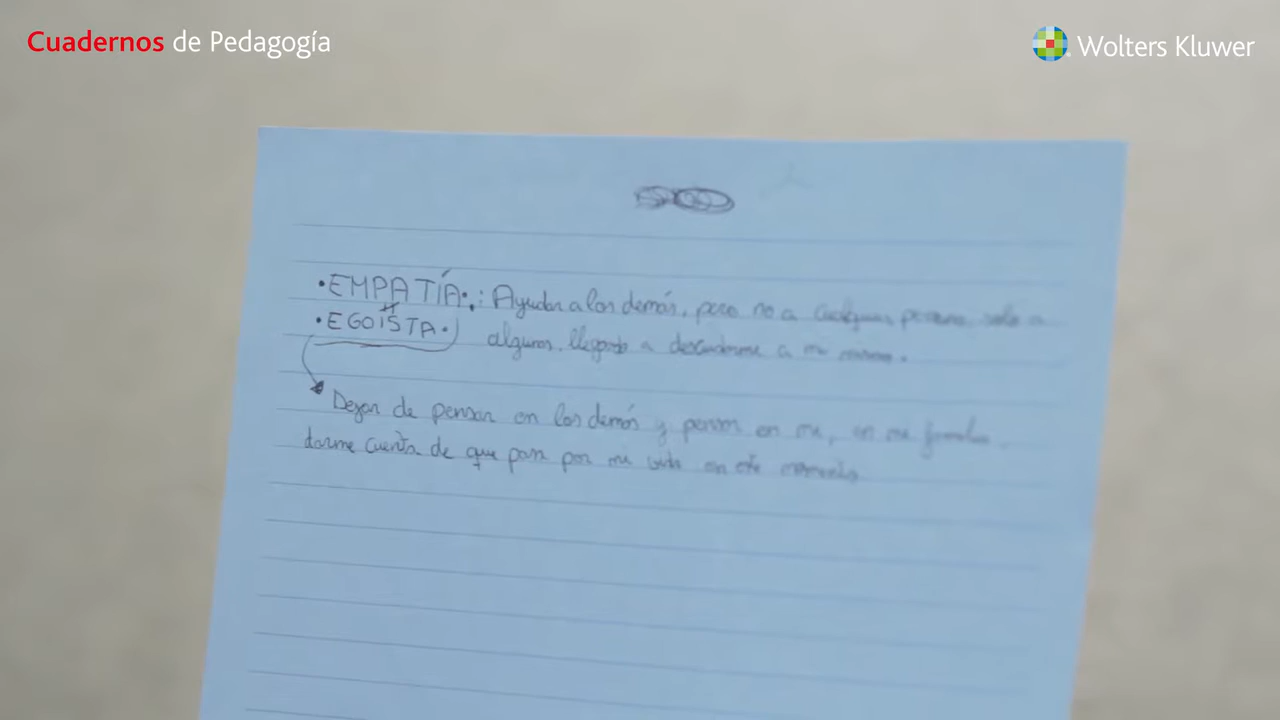 Cuadernos de Pedagogía
Wolters Kluwer
• EMPATÍA • : Ayudar a los demás, pero no a cualquier persona, solo a
• EGOISTA • algunos, llegando a descuidarme a mi mismo.
Dejar de pensar en los demás y pensar en mi, en mi familia.
darme cuenta de que pasa por mi vida en este momento